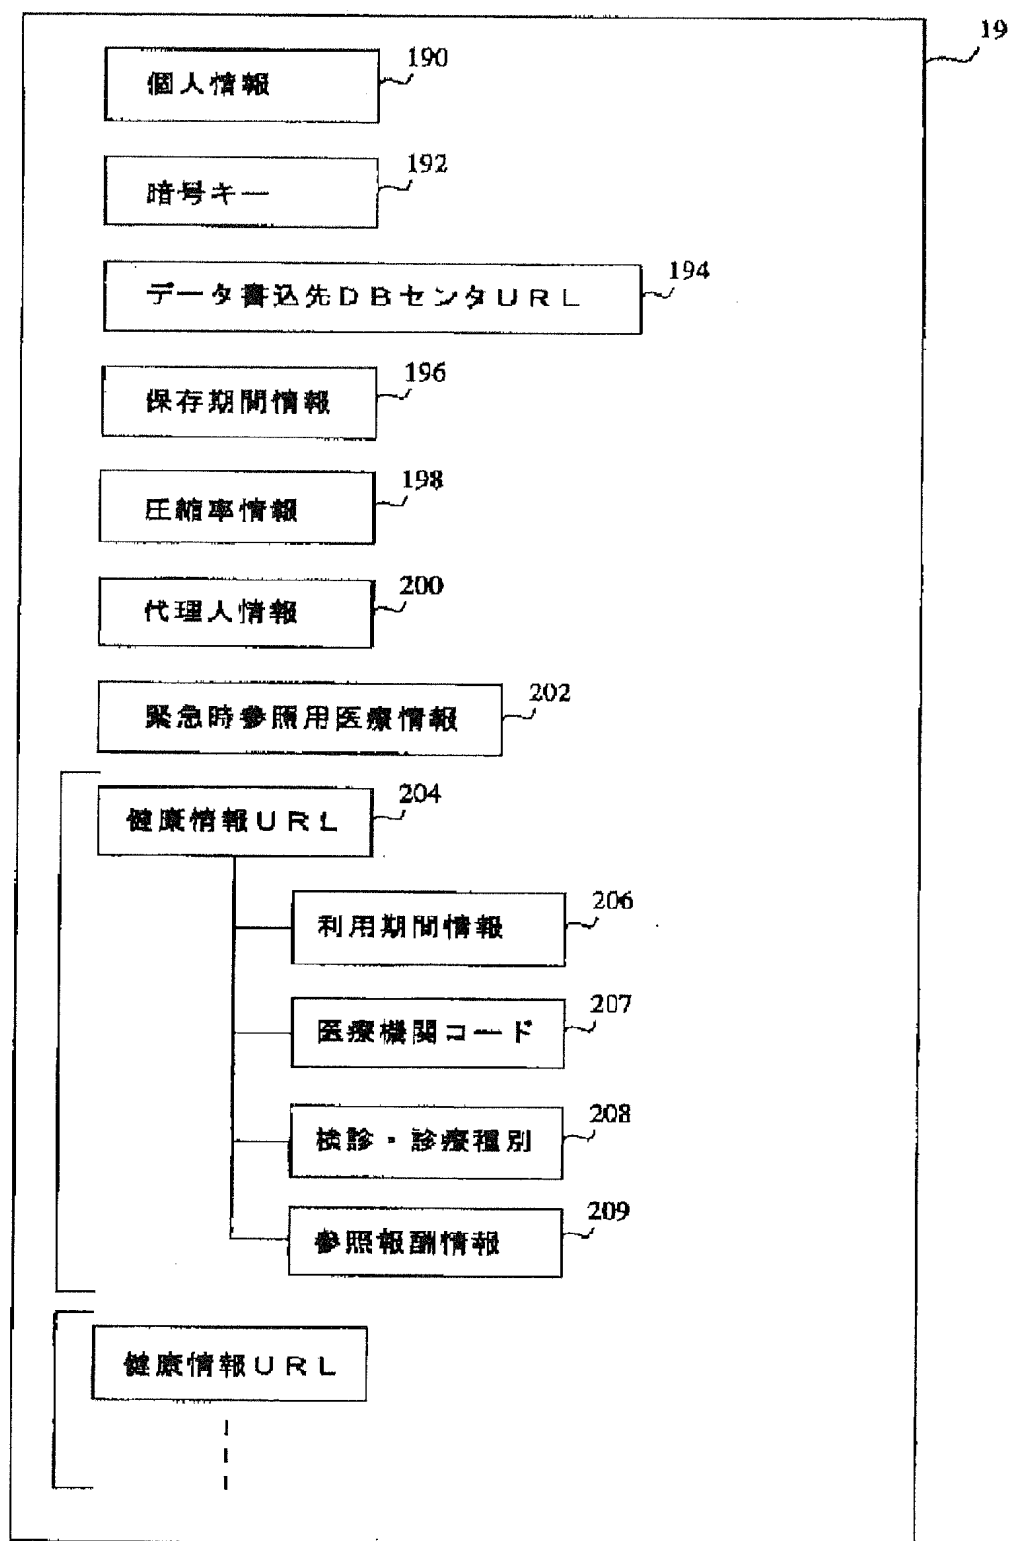 19
190
個人情報
192
暗号キー
194
データ書込先DBセンタURL
196
保存期間情報
198
圧縮率情報
200
代理人情報
202
緊急時参照用医療情報
204
健康情報URL
206
利用期間情報
207
医療機関コード
208
検診・診療種別
209
参照報酬情報
健康情報URL